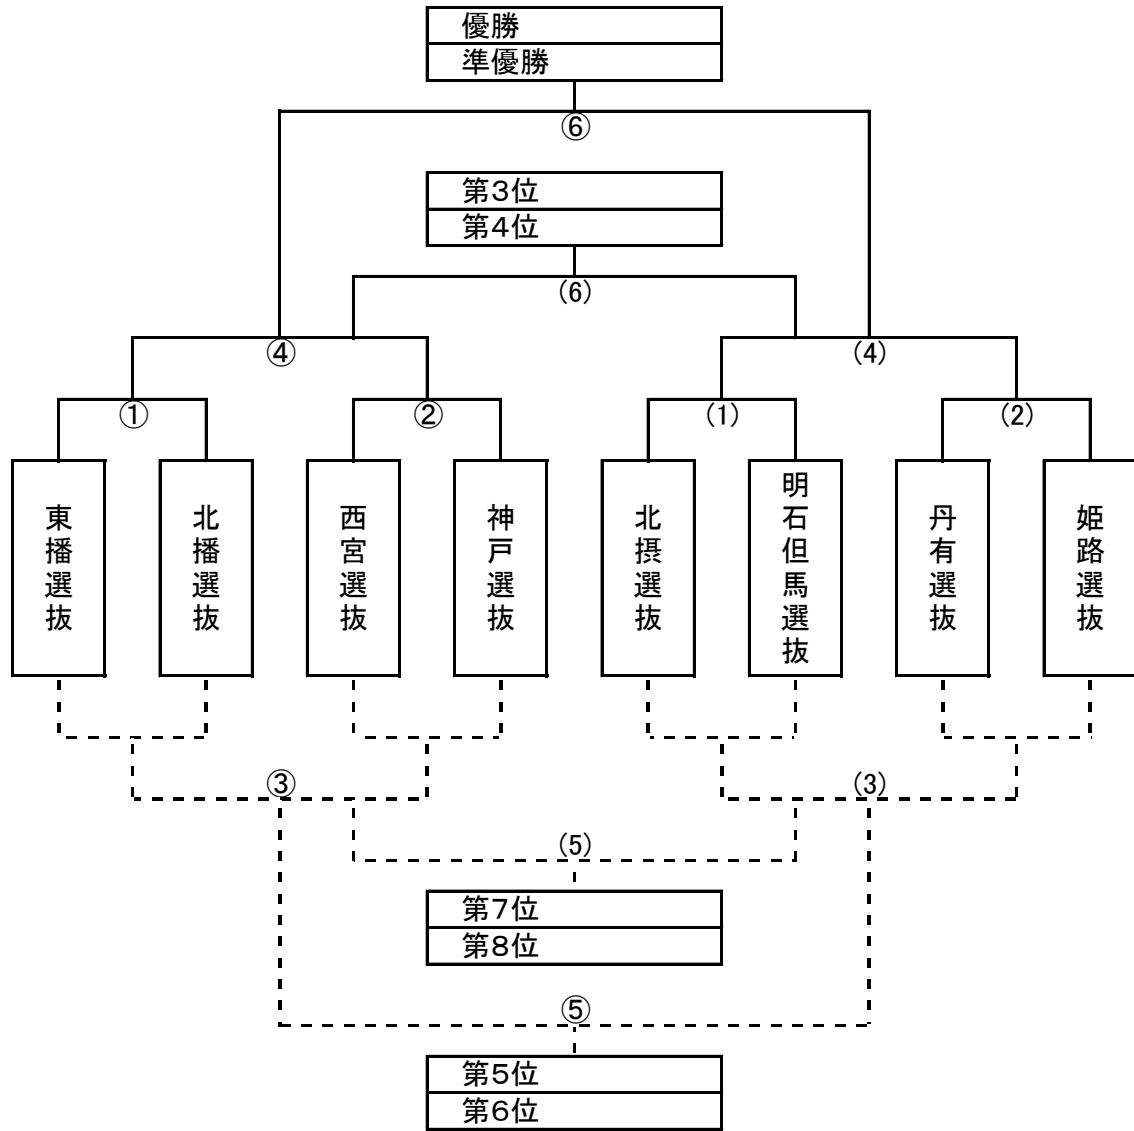 優勝
準優勝
⑥
第3位
第4位
(6)
④
(4)
①
②
(1)
(2)
東播選抜
北播選抜
西宮選抜
神戸選抜
北摂選抜
明石但馬選抜
丹有選抜
姫路選抜
③
(3)
(5)
第7位
第8位
⑤
第5位
第6位